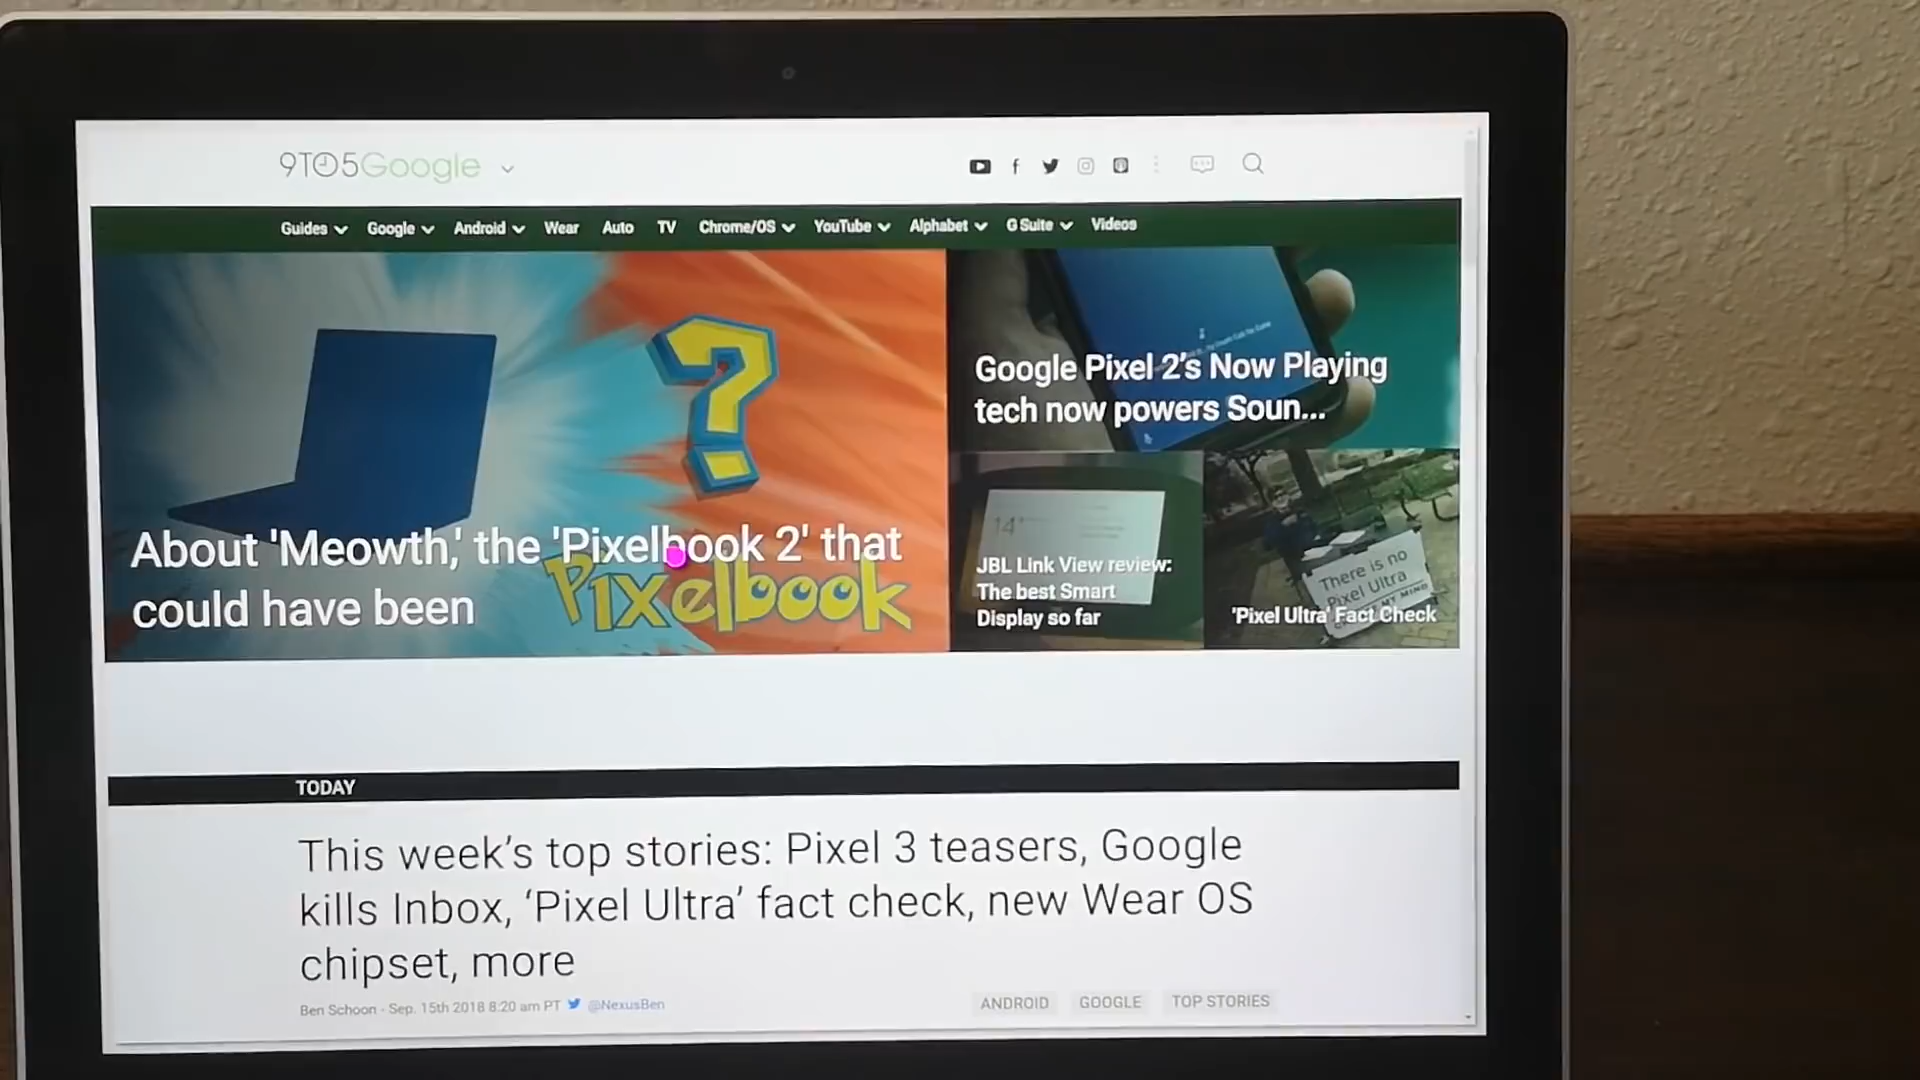 9TO5Google
Guides Google Android Wear Auto TV Chrome/OS YouTube Alphabet G Suite Videos
About 'Meowth,' the 'Pixelbook 2' that
could have been
Pixelbook
Google Pixel 2's Now Playing
tech now powers Soun...
14°
JBL Link View review:
The best Smart
Display so far
There is no
Pixel Ultra
MY MIND
'Pixel Ultra' Fact Check
TODAY
This week's top stories: Pixel 3 teasers, Google
kills Inbox, 'Pixel Ultra' fact check, new Wear OS
chipset, more
Ben Schoon - Sep. 15th 2018 8:20 am PT @NexusBen
ANDROID GOOGLE TOP STORIES